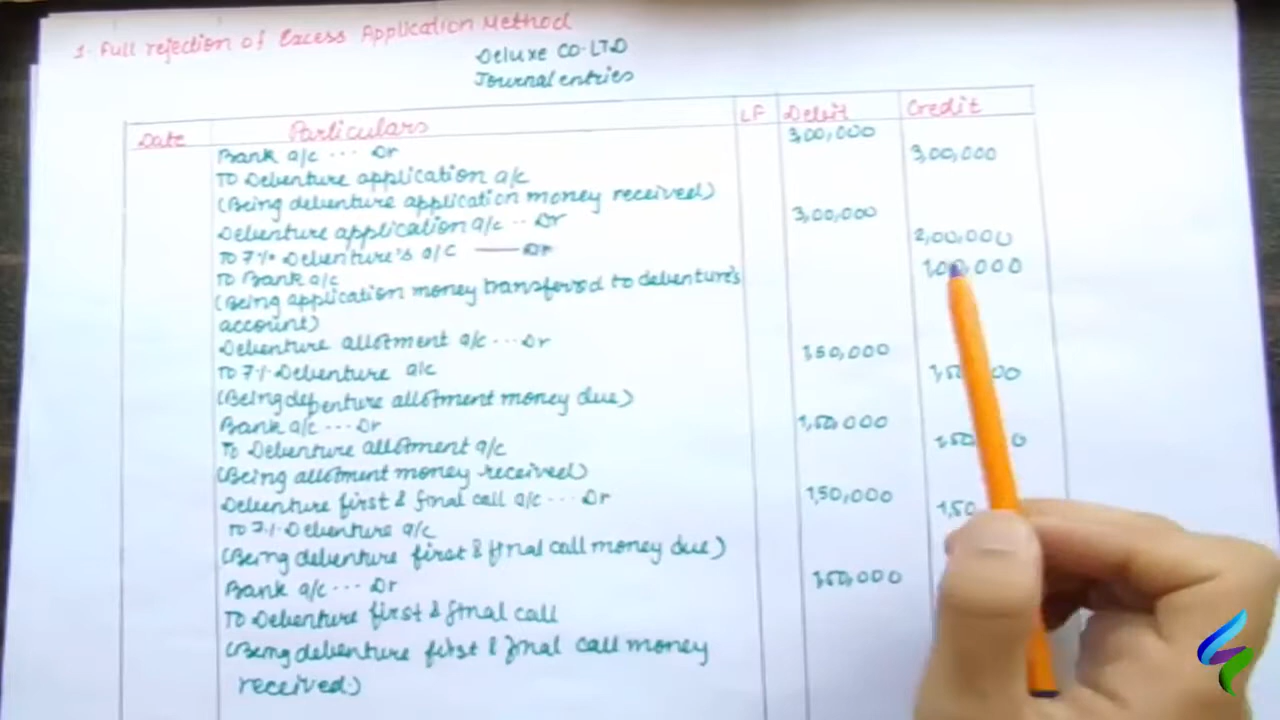 1. Full rejection of Excess Application Method
Deluxe CO. LTD
Journal entries
Date Particulars LF Debit Credit
Bank a/c ... Dr 3,00,000
TO Debenture application a/c 3,00,000
(Being debenture application money received)
Debenture application a/c .. Dr 3,00,000
TO 7% Debenture's a/c —— Dr 2,00,000
TO Bank a/c 1,00,000
(Being application money transferred to debenture's
account)
Debenture allotment a/c ... Dr 1,50,000
TO 7% Debenture a/c
(Being debenture allotment money due)
Bank a/c ... Dr 1,50,000
To Debenture allotment a/c
(Being allotment money received)
Debenture first & final call a/c ... Dr 1,50,000
TO 7% Debenture a/c 1,50
(Being debenture first & final call money due)
Bank a/c ... Dr 1,50,000
TO Debenture first & final call
(Being debenture first & final call money
received)